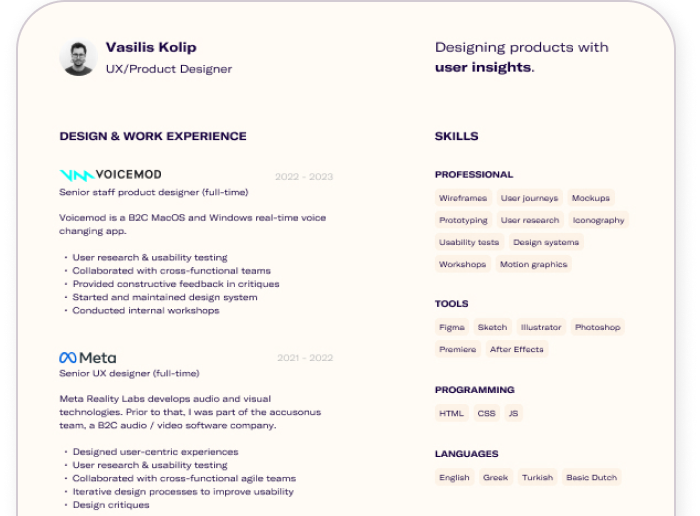 Vasilis Kolip
UX/Product Designer
Designing products with
user insights.
DESIGN & WORK EXPERIENCE
VOICEMOD
2022 - 2023
Senior staff product designer (full-time)
Voicemod is a B2C MacOS and Windows real-time voice
changing app.
• User research & usability testing
• Collaborated with cross-functional teams
• Provided constructive feedback in critiques
• Started and maintained design system
• Conducted internal workshops
Meta
2021 - 2022
Senior UX designer (full-time)
Meta Reality Labs develops audio and visual
technologies. Prior to that, I was part of the accusonus
team, a B2C audio / video software company.
• Designed user-centric experiences
• User research & usability testing
• Collaborated with cross-functional agile teams
• Iterative design processes to improve usability
• Design critiques
SKILLS
PROFESSIONAL
Wireframes User journeys Mockups
Prototyping User research Iconography
Usability tests Design systems
Workshops Motion graphics
TOOLS
Figma Sketch Illustrator Photoshop
Premiere After Effects
PROGRAMMING
HTML CSS JS
LANGUAGES
English Greek Turkish Basic Dutch